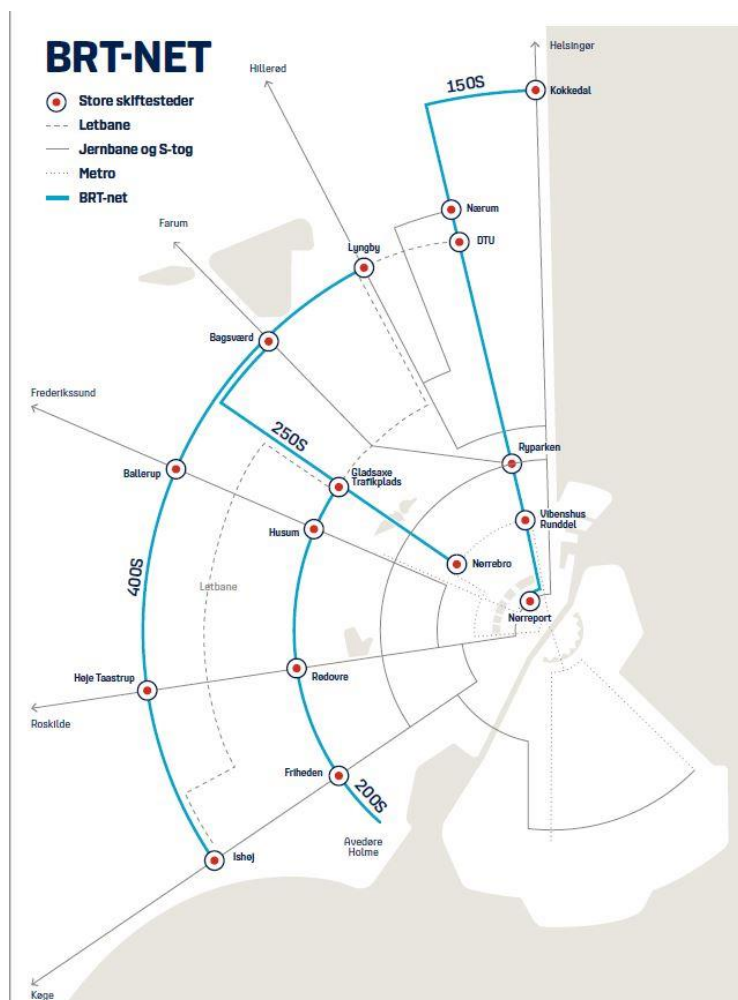 BRT-NET
Store skiftesteder
Letbane
Jernbane og S-tog
Metro
BRT-net
Helsingør
Hillerød
150S
Kokkedal
Nærum
DTU
Farum
Lyngby
Bagsværd
Frederikssund
250S
Ballerup
Gladsaxe
Trafikplads
Ryparken
Husum
Vibenshus
Runddel
Nørrebro
400S
Letbane
Nørreport
Høje Taastrup
Rødovre
Roskilde
Friheden
200S
Avedøre
Holme
Ishøj
Køge